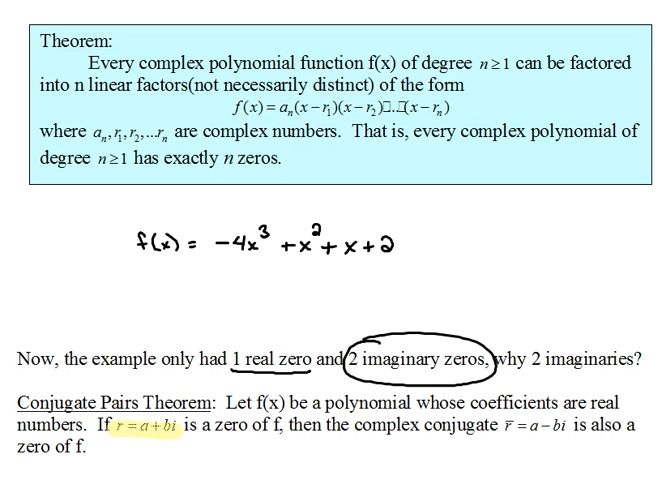 Theorem:
Every complex polynomial function f(x) of degree n≥1 can be factored
into n linear factors(not necessarily distinct) of the form
f(x) = aₙ(x−r₁)(x−r₂)□..□(x−rₙ)
where aₙ, r₁, r₂, ...rₙ are complex numbers. That is, every complex polynomial of
degree n≥1 has exactly n zeros.
f(x) = −4x³ + x² + x + 2
Now, the example only had 1 real zero and 2 imaginary zeros, why 2 imaginaries?
Conjugate Pairs Theorem: Let f(x) be a polynomial whose coefficients are real
numbers. If r = a + bi is a zero of f, then the complex conjugate r̅ = a − bi is also a
zero of f.